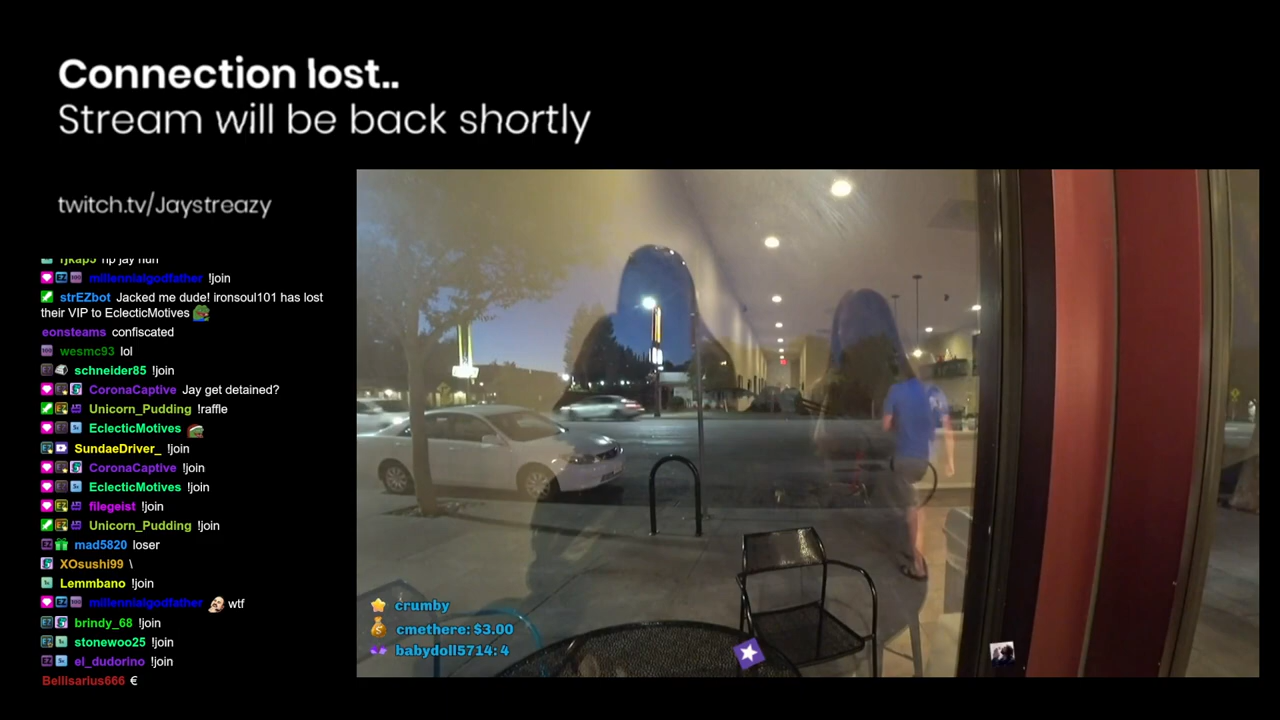 Connection lost..
Stream will be back shortly
twitch.tv/Jaystreazy
millennialgodfather !join
strEZbot Jacked me dude! ironsoul101 has lost
their VIP to EclecticMotives
eonsteams confiscated
wesmc93 lol
schneider85 !join
CoronaCaptive Jay get detained?
Unicorn_Pudding !raffle
EclecticMotives
SundaeDriver_ !join
CoronaCaptive !join
EclecticMotives !join
filegeist !join
Unicorn_Pudding !join
mad5820 loser
XOsushi99 \
Lemmbano !join
millennialgodfather wtf
brindy_68 !join
stonewoo25 !join
el_dudorino !join
Bellisarius666 €
crumby
cmethere: $3.00
babydoll5714: 4